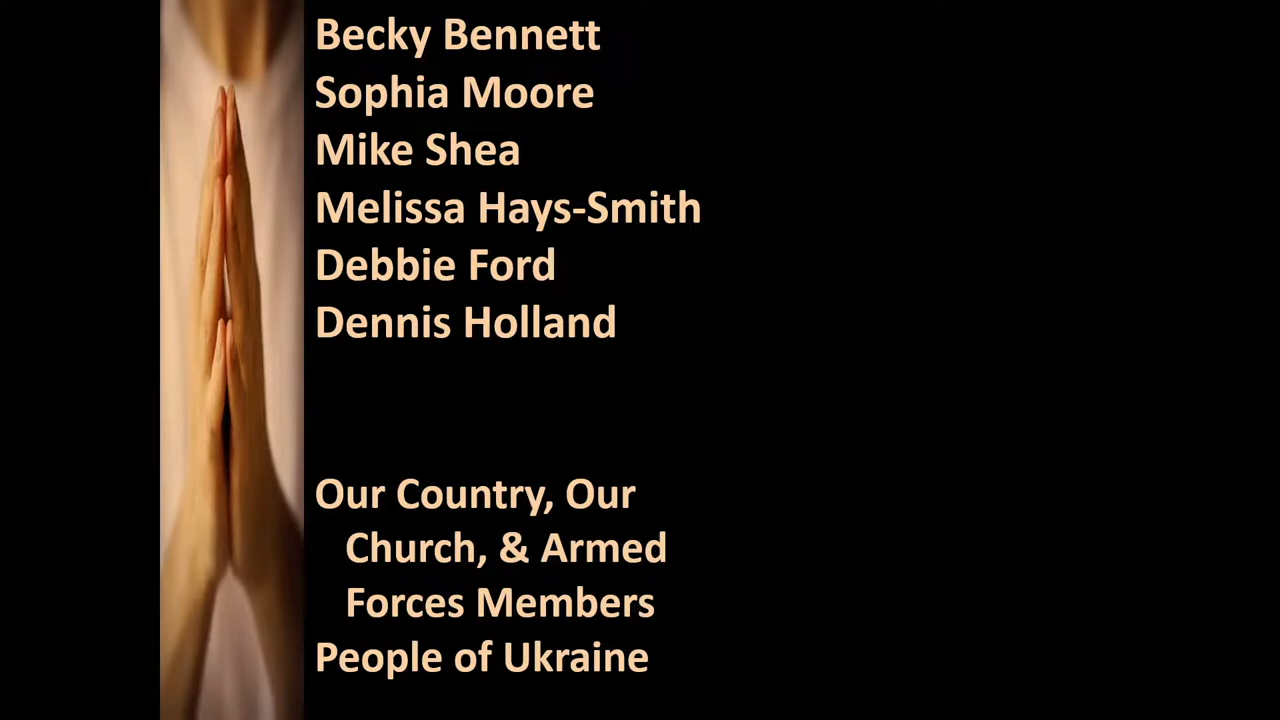 Becky Bennett
Sophia Moore
Mike Shea
Melissa Hays-Smith
Debbie Ford
Dennis Holland
Our Country, Our
Church, & Armed
Forces Members
People of Ukraine